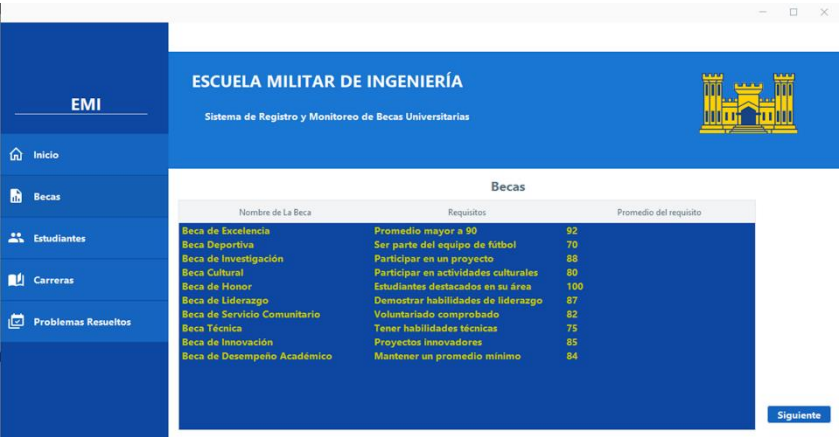 EMI
Inicio
Becas
Estudiantes
Carreras
Problemas Resueltos
ESCUELA MILITAR DE INGENIERÍA
Sistema de Registro y Monitoreo de Becas Universitarias
Becas
Nombre de La Beca Requisitos Promedio del requisito
Beca de Excelencia Promedio mayor a 90 92
Beca Deportiva Ser parte del equipo de fútbol 70
Beca de Investigación Participar en un proyecto 88
Beca Cultural Participar en actividades culturales 80
Beca de Honor Estudiantes destacados en su área 100
Beca de Liderazgo Demostrar habilidades de liderazgo 87
Beca de Servicio Comunitario Voluntariado comprobado 82
Beca Técnica Tener habilidades técnicas 75
Beca de Innovación Proyectos innovadores 85
Beca de Desempeño Académico Mantener un promedio mínimo 84
Siguiente